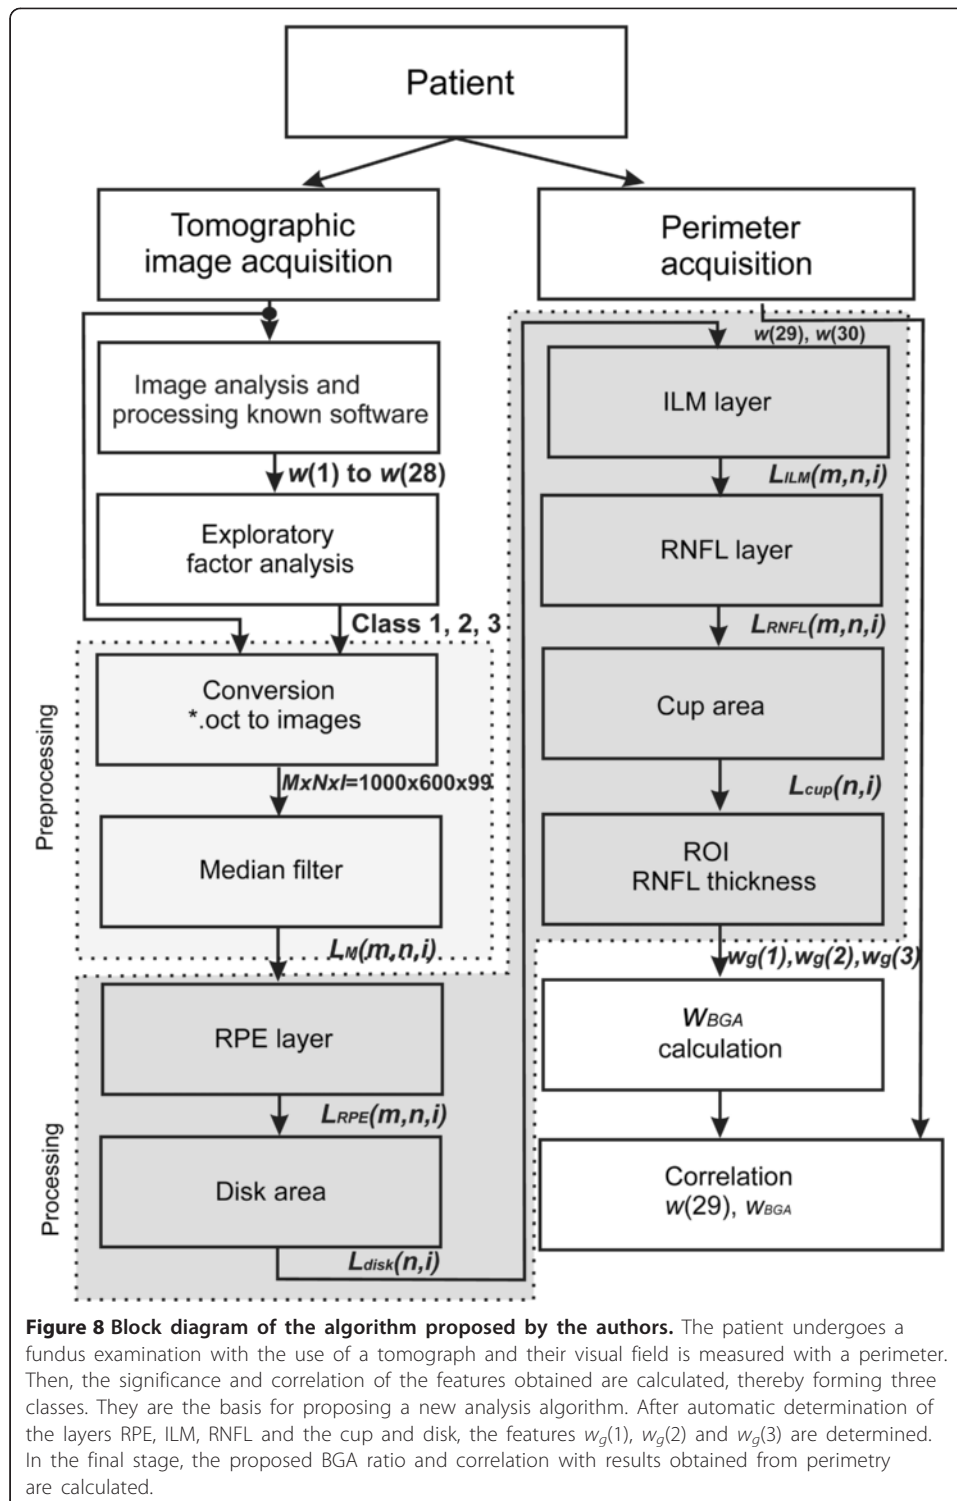 Patient
Tomographic
image acquisition
Perimeter
acquisition
Image analysis and
processing known software
w(1) to w(28)
Exploratory
factor analysis
Class 1, 2, 3
Preprocessing
Conversion
*.oct to images
MxNxI=1000x600x99
Median filter
LM(m,n,i)
Processing
RPE layer
LRPE(m,n,i)
Disk area
Ldisk(n,i)
w(29), w(30)
ILM layer
LILM(m,n,i)
RNFL layer
LRNFL(m,n,i)
Cup area
Lcup(n,i)
ROI
RNFL thickness
wg(1),wg(2),wg(3)
WBGA
calculation
Correlation
w(29), wBGA
Figure 8 Block diagram of the algorithm proposed by the authors. The patient undergoes a
fundus examination with the use of a tomograph and their visual field is measured with a perimeter.
Then, the significance and correlation of the features obtained are calculated, thereby forming three
classes. They are the basis for proposing a new analysis algorithm. After automatic determination of
the layers RPE, ILM, RNFL and the cup and disk, the features wg(1), wg(2) and wg(3) are determined.
In the final stage, the proposed BGA ratio and correlation with results obtained from perimetry
are calculated.